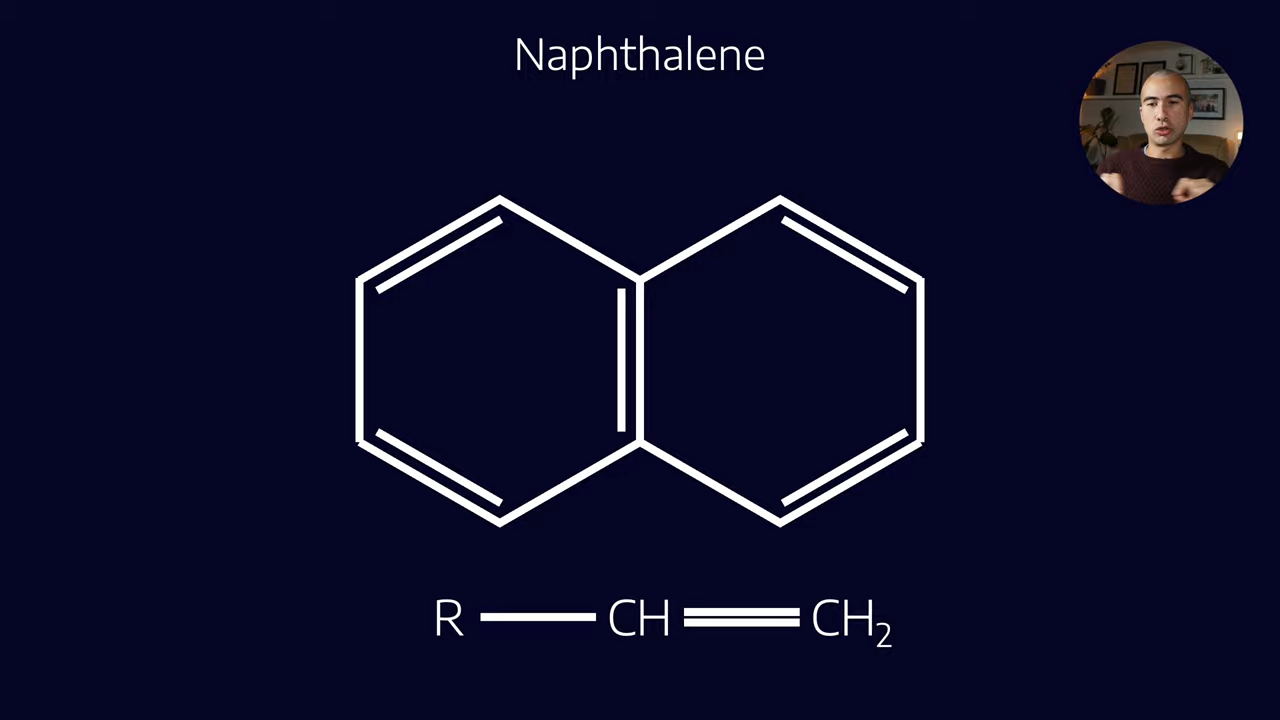 Naphthalene
R — CH = CH₂